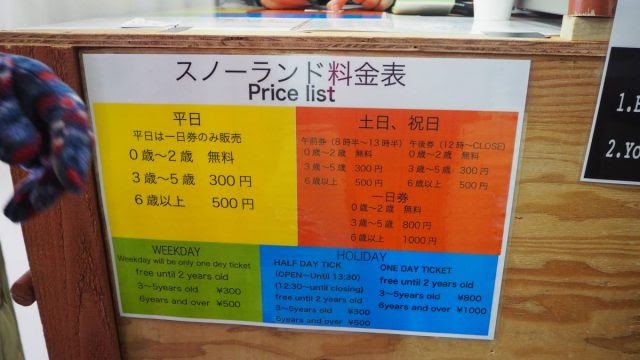 スノーランド料金表
Price list
平日
平日は一日券のみ販売
0歳〜2歳 無料
3歳〜5歳 300円
6歳以上 500円
土日、祝日
午前券（8時半〜13時半）
0歳〜2歳 無料
3歳〜5歳 300円
6歳以上 500円
午後券（12時〜CLOSE）
0歳〜2歳 無料
3歳〜5歳 300円
6歳以上 500円
一日券
0歳〜2歳 無料
3歳〜5歳 800円
6歳以上 1000円
WEEKDAY
Weekday will be only one dey ticket
free until 2 years old
3〜5years old ¥300
6years and over ¥500
HOLIDAY
HALF DAY TICK
(OPEN〜Until 13:30)
(12:30〜until closing)
free until 2 years old
3〜5years old ¥300
6years and over ¥500
ONE DAY TICKET
free until 2 years old
3〜5years old ¥800
6years and over ¥1000
1.
2.